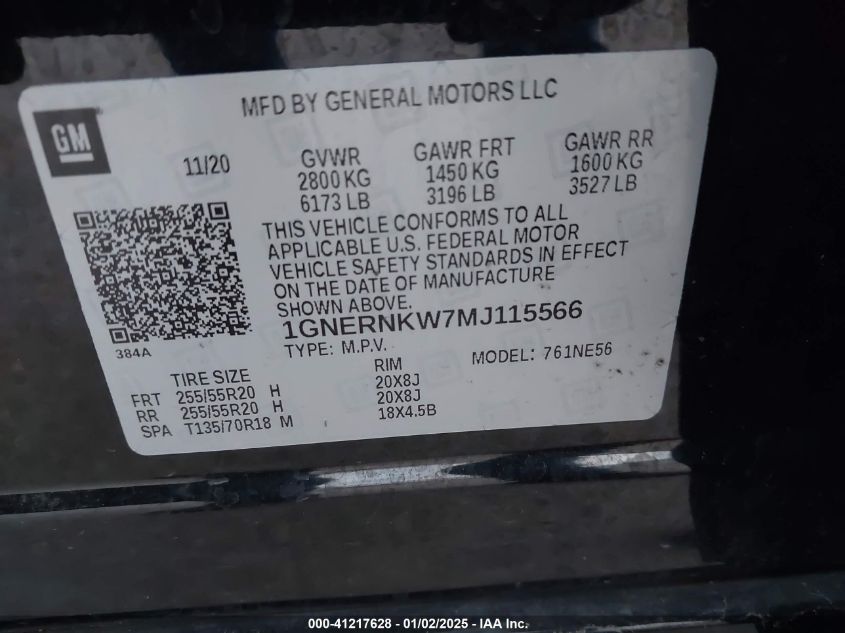 MFD BY GENERAL MOTORS LLC
GM
11/20
GVWR
2800 KG
6173 LB
GAWR FRT
1450 KG
3196 LB
GAWR RR
1600 KG
3527 LB
THIS VEHICLE CONFORMS TO ALL
APPLICABLE U.S. FEDERAL MOTOR
VEHICLE SAFETY STANDARDS IN EFFECT
ON THE DATE OF MANUFACTURE
SHOWN ABOVE.
1GNERNKW7MJ115566
384A
TYPE: M.P.V. MODEL: 761NE56
TIRE SIZE RIM
FRT 255/55R20 H 20X8J
RR 255/55R20 H 20X8J
SPA T135/70R18 M 18X4.5B
000-41217628 - 01/02/2025 - IAA Inc.